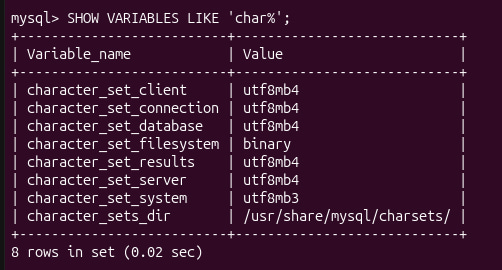 mysql> SHOW VARIABLES LIKE 'char%';
+--------------------------+----------------------------+
| Variable_name            | Value                      |
+--------------------------+----------------------------+
| character_set_client     | utf8mb4                    |
| character_set_connection | utf8mb4                    |
| character_set_database   | utf8mb4                    |
| character_set_filesystem | binary                     |
| character_set_results    | utf8mb4                    |
| character_set_server     | utf8mb4                    |
| character_set_system     | utf8mb3                    |
| character_sets_dir       | /usr/share/mysql/charsets/ |
+--------------------------+----------------------------+
8 rows in set (0.02 sec)